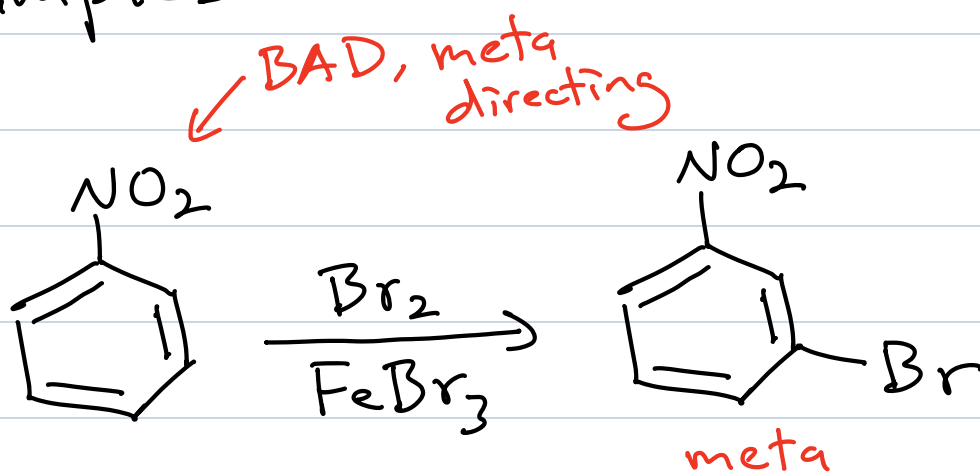 BAD, meta
directing
NO₂
NO₂
Br₂
FeBr₃
Br
meta